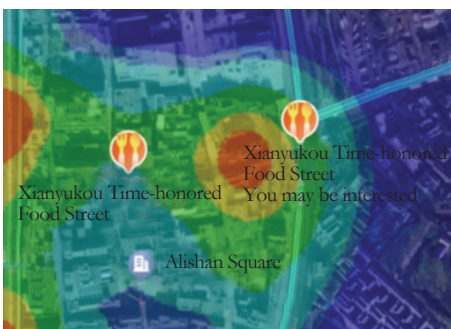 Xianyukou Time-honored
Food Street
You may be interested
Xianyukou Time-honored
Food Street
Alishan Square